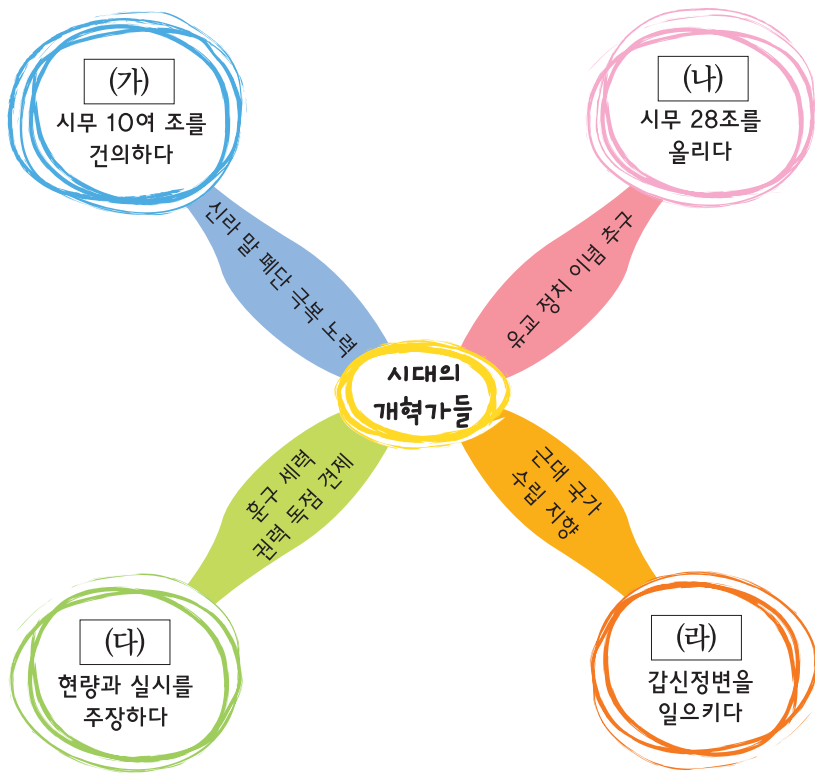 (가)
시무 10여 조를
건의하다
신라 말 폐단 극복 노력
(나)
시무 28조를
올리다
유교 정치 이념 추구
시대의
개혁가들
훈구 세력
권력 독점 견제
(다)
현량과 실시를
주장하다
근대 국가
수립 지향
(라)
갑신정변을
일으키다